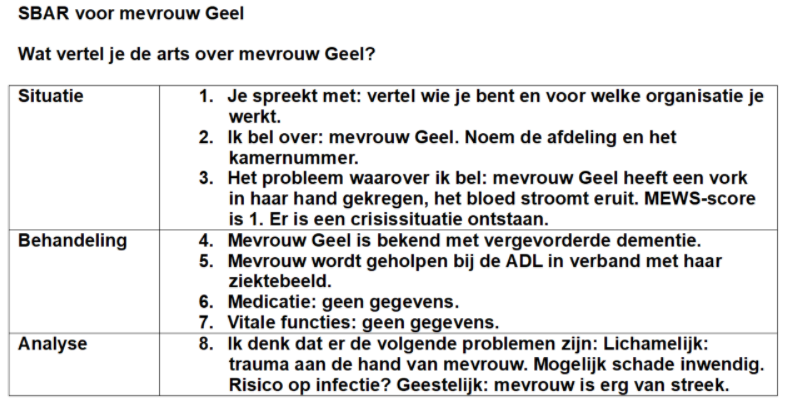 SBAR voor mevrouw Geel
Wat vertel je de arts over mevrouw Geel?
Situatie
1. Je spreekt met: vertel wie je bent en voor welke organisatie je
werkt.
2. Ik bel over: mevrouw Geel. Noem de afdeling en het
kamernummer.
3. Het probleem waarover ik bel: mevrouw Geel heeft een vork
in haar hand gekregen, het bloed stroomt eruit. MEWS-score
is 1. Er is een crisissituatie ontstaan.
Behandeling
4. Mevrouw Geel is bekend met vergevorderde dementie.
5. Mevrouw wordt geholpen bij de ADL in verband met haar
ziektebeeld.
6. Medicatie: geen gegevens.
7. Vitale functies: geen gegevens.
Analyse
8. Ik denk dat er de volgende problemen zijn: Lichamelijk:
trauma aan de hand van mevrouw. Mogelijk schade inwendig.
Risico op infectie? Geestelijk: mevrouw is erg van streek.